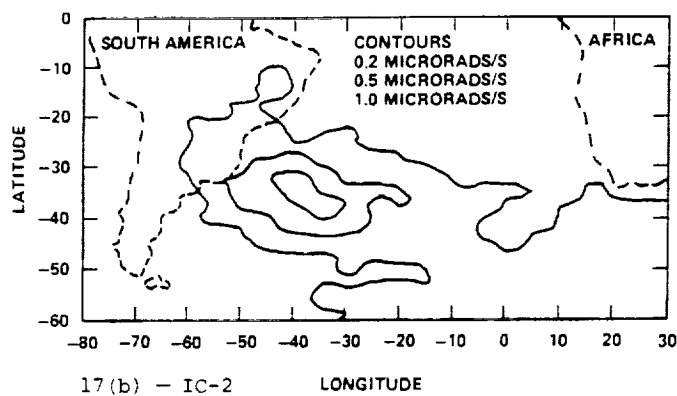 SOUTH AMERICA
CONTOURS
0.2 MICRORADS/S
0.5 MICRORADS/S
1.0 MICRORADS/S
AFRICA
LATITUDE
0
−10
−20
−30
−40
−50
−60
−80 −70 −60 −50 −40 −30 −20 −10 0 10 20 30
17(b) — IC-2 LONGITUDE